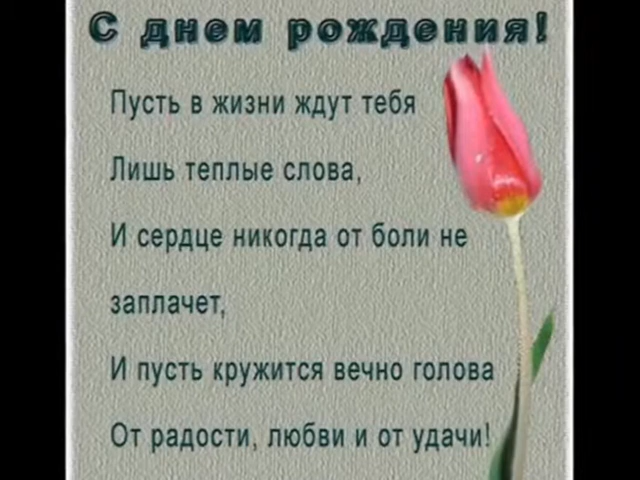 С днем рождения!
Пусть в жизни ждут тебя
Лишь теплые слова,
И сердце никогда от боли не
заплачет,
И пусть кружится вечно голова
От радости, любви и от удачи!